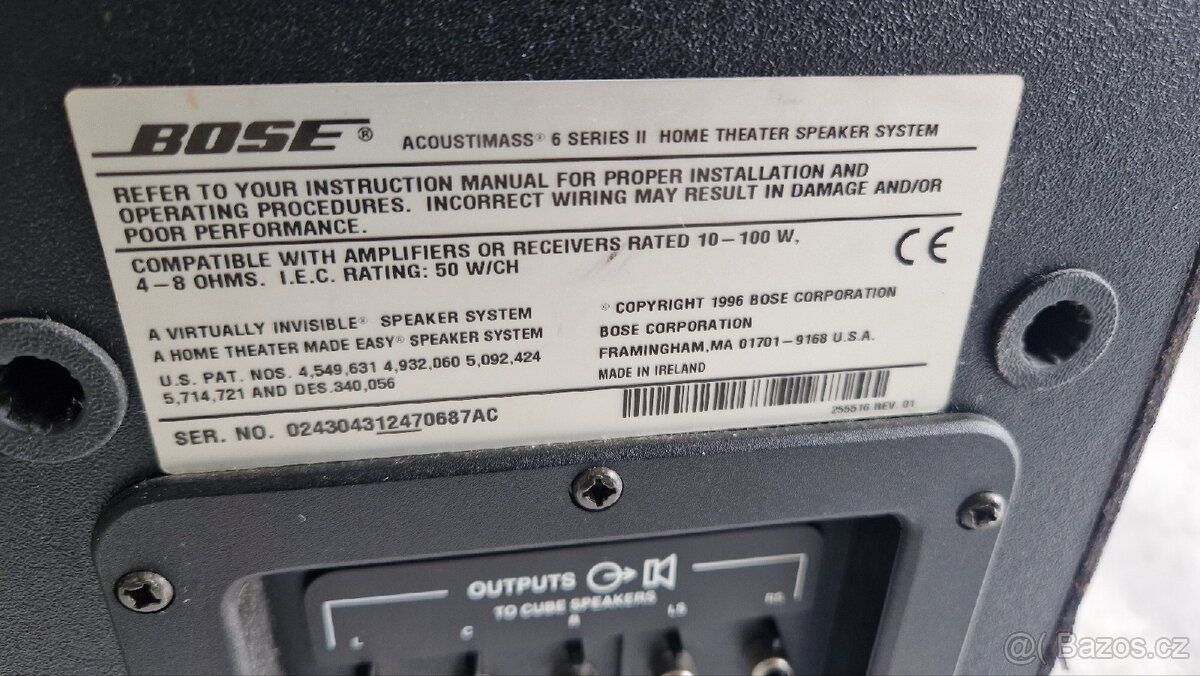 BOSE® ACOUSTIMASS® 6 SERIES II HOME THEATER SPEAKER SYSTEM
REFER TO YOUR INSTRUCTION MANUAL FOR PROPER INSTALLATION AND
OPERATING PROCEDURES. INCORRECT WIRING MAY RESULT IN DAMAGE AND/OR
POOR PERFORMANCE.
COMPATIBLE WITH AMPLIFIERS OR RECEIVERS RATED 10-100 W,
4-8 OHMS. I.E.C. RATING: 50 W/CH
CE
A VIRTUALLY INVISIBLE® SPEAKER SYSTEM
A HOME THEATER MADE EASY® SPEAKER SYSTEM
U.S. PAT. NOS. 4,549,631 4,932,060 5,092,424
5,714,721 AND DES.340,056
© COPYRIGHT 1996 BOSE CORPORATION
BOSE CORPORATION
FRAMINGHAM,MA 01701-9168 U.S.A.
MADE IN IRELAND
SER. NO. 024304312470687AC
255516 REV. 01
OUTPUTS
TO CUBE SPEAKERS
L C R LS RS
@( Bazos.cz